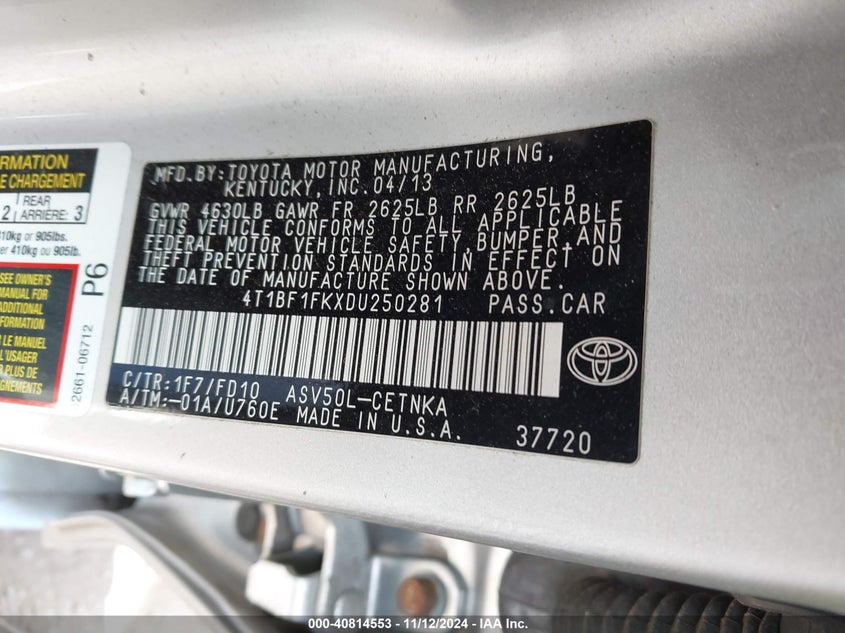 RMATION
E CHARGEMENT
2 REAR ARRIÈRE: 3
410kg or 905lbs.
er 410kg ou 905lb.
SEE OWNER'S
MANUAL FOR
LE MANUEL
L'USAGER
PLUS DE
P6
2661-06712
MFD.BY:TOYOTA MOTOR MANUFACTURING,
KENTUCKY,INC.04/13
GVWR 4630LB GAWR FR 2625LB RR 2625LB
THIS VEHICLE CONFORMS TO ALL APPLICABLE
FEDERAL MOTOR VEHICLE SAFETY,BUMPER,AND
THEFT PREVENTION STANDARDS IN EFFECT ON
THE DATE OF MANUFACTURE SHOWN ABOVE.
4T1BF1FKXDU250281 PASS.CAR
C/TR:1F7/FD10 ASV50L-CETNKA
A/TM:-01A/U760E MADE IN U.S.A.
37720
000-40814553 — 11/12/2024 — IAA Inc.